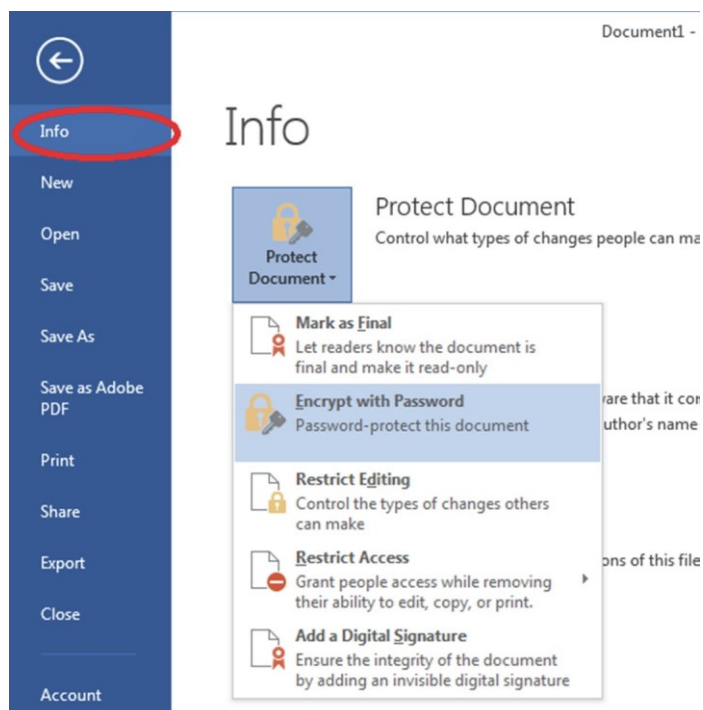 Document1 -
Info
New
Open
Save
Save As
Save as Adobe
PDF
Print
Share
Export
Close
Account
Info
Protect
Document
Protect Document
Control what types of changes people can ma
Mark as Final
Let readers know the document is
final and make it read-only
Encrypt with Password
Password-protect this document
Restrict Editing
Control the types of changes others
can make
Restrict Access
Grant people access while removing
their ability to edit, copy, or print.
Add a Digital Signature
Ensure the integrity of the document
by adding an invisible digital signature
that it
name
of this file